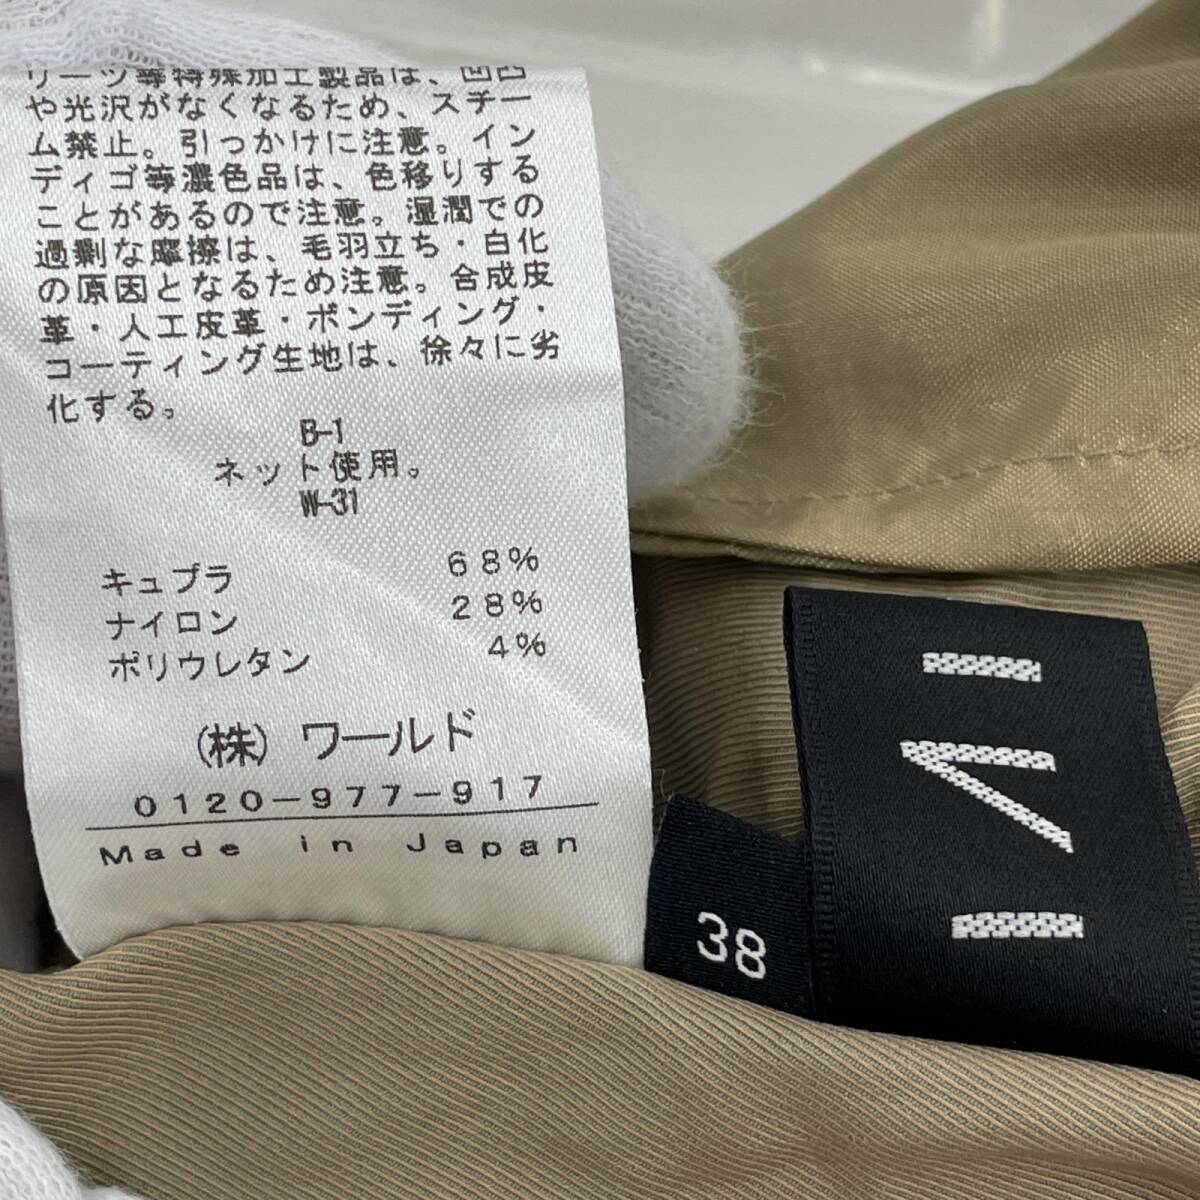 リーツ等特殊加工製品は、凹凸
や光沢がなくなるため、スチー
ム禁止。引っかけに注意。イン
ディゴ等濃色品は、色移りする
ことがあるので注意。湿潤での
過剰な摩擦は、毛羽立ち・白化
の原因となるため注意。合成皮
革・人工皮革・ボンディング・
コーティング生地は、徐々に劣
化する。
B-1
ネット使用。
W-31
キュプラ 68%
ナイロン 28%
ポリウレタン 4%
(株) ワールド
0120-977-917
Made in Japan
38